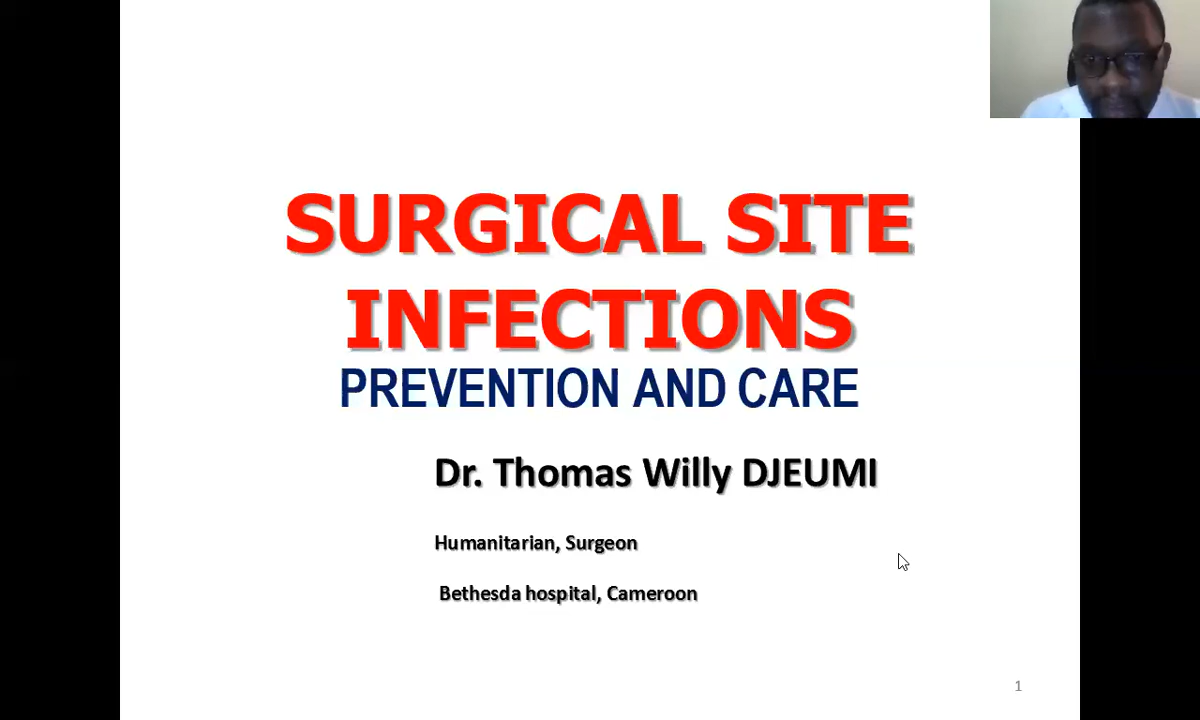 SURGICAL SITE
INFECTIONS
PREVENTION AND CARE
Dr. Thomas Willy DJEUMI
Humanitarian, Surgeon
Bethesda hospital, Cameroon
1